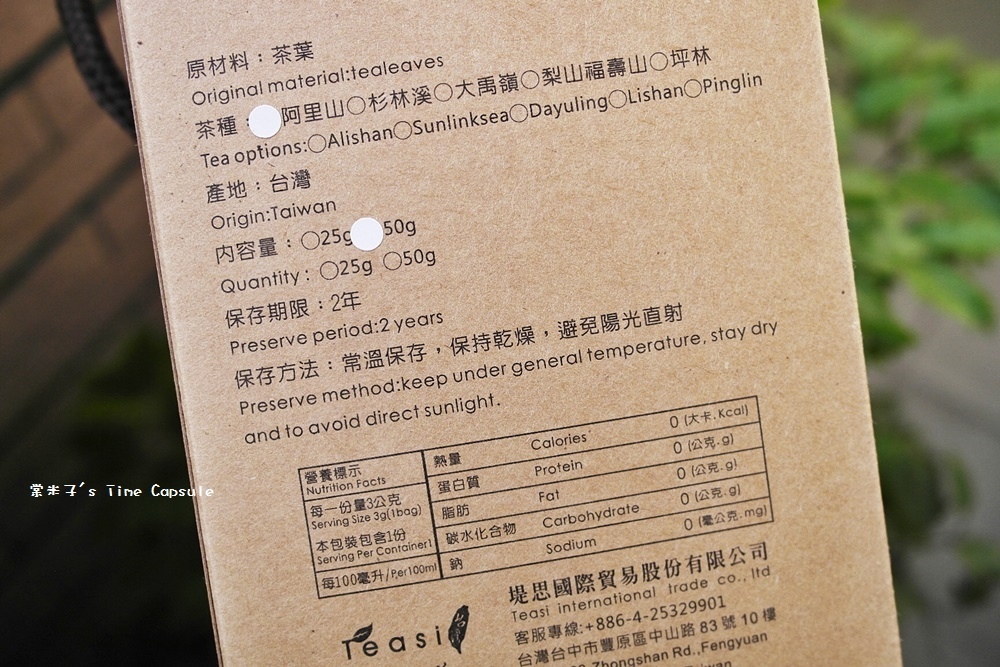 原材料：茶葉
Original material:tealeaves
茶種：阿里山○杉林溪○大禹嶺○梨山福壽山○坪林
Tea options:○Alishan○Sunlinksea○Dayuling○Lishan○Pinglin
產地：台灣
Origin:Taiwan
內容量：○25g 50g
Quantity：○25g ○50g
保存期限：2年
Preserve period:2 years
保存方法：常溫保存，保持乾燥，避免陽光直射
Preserve method:keep under general temperature, stay dry
and to avoid direct sunlight.
營養標示
Nutrition Facts
每一份量3公克
Serving Size 3g(1bag)
本包裝包含1份
Serving Per Container1
每100毫升/Per100ml
熱量 Calories 0 (大卡.Kcal)
蛋白質 Protein 0 (公克.g)
脂肪 Fat 0 (公克.g)
碳水化合物 Carbohydrate 0 (公克.g)
鈉 Sodium 0 (毫公克.mg)
Teasi
堤思國際貿易股份有限公司
Teasi international trade co., ltd
客服專線:+886-4-25329901
台灣台中市豐原區中山路83號10樓
Zhongshan Rd.,Fengyuan
蒙米子's Time Capsule